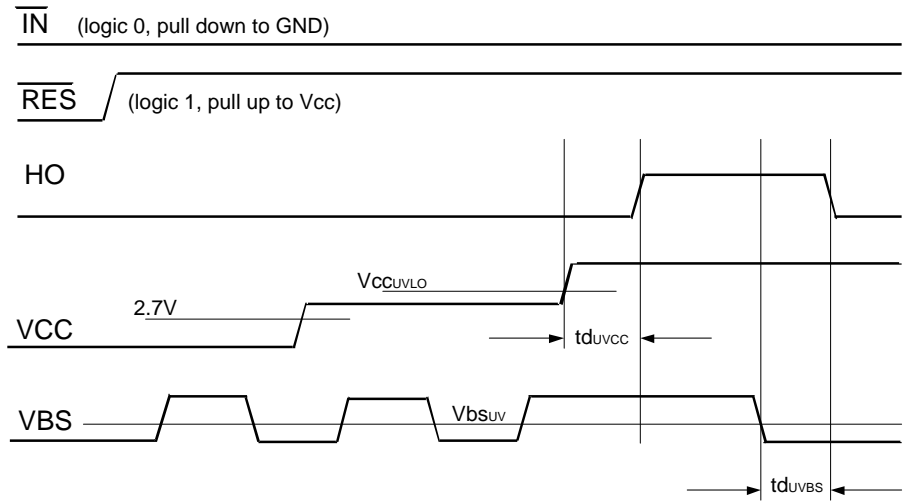 IN (logic 0, pull down to GND)
RES (logic 1, pull up to Vcc)
HO
VccUVLO
2.7V
VCC
tdUVCC
VBS
VbsUV
tdUVBS